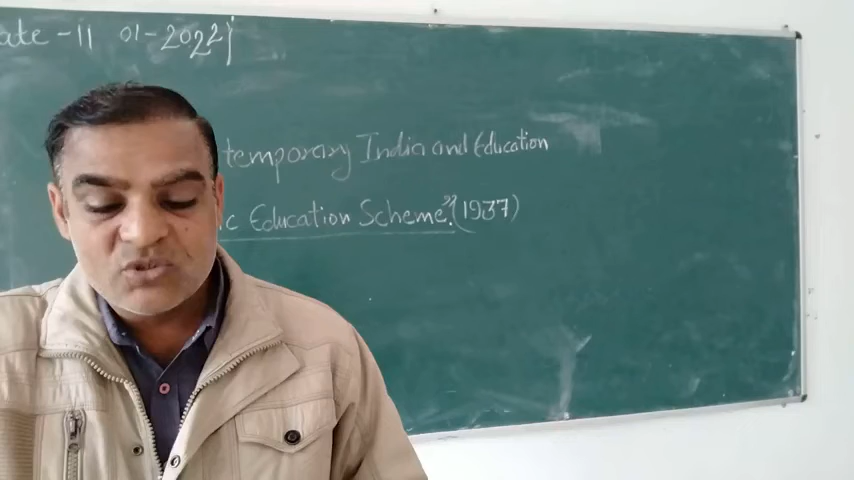 ate - 11 01-2022}
temporary India and Education
c Education Scheme." (1937)